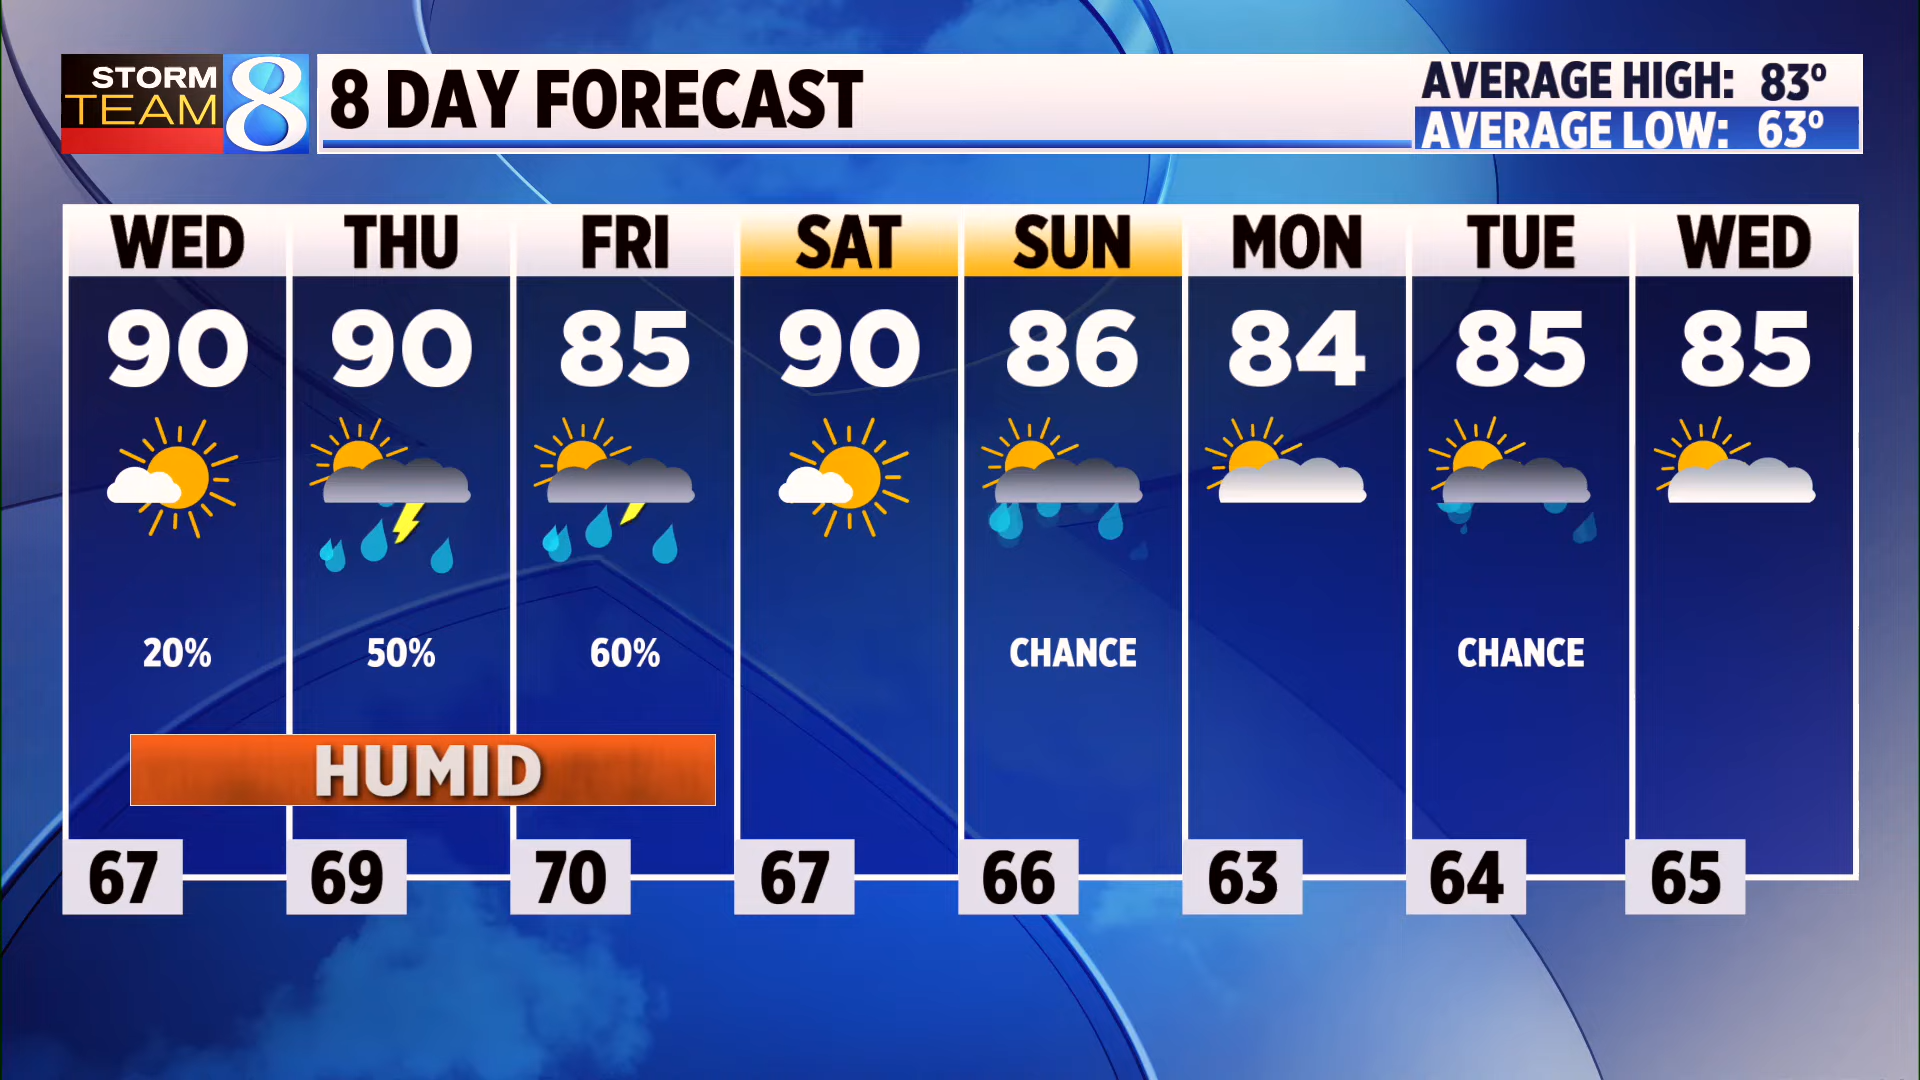 STORM
TEAM 8
8 DAY FORECAST
AVERAGE HIGH: 83°
AVERAGE LOW: 63°
WED THU FRI SAT SUN MON TUE WED
90 90 85 90 86 84 85 85
20% 50% 60% CHANCE CHANCE
HUMID
67 69 70 67 66 63 64 65